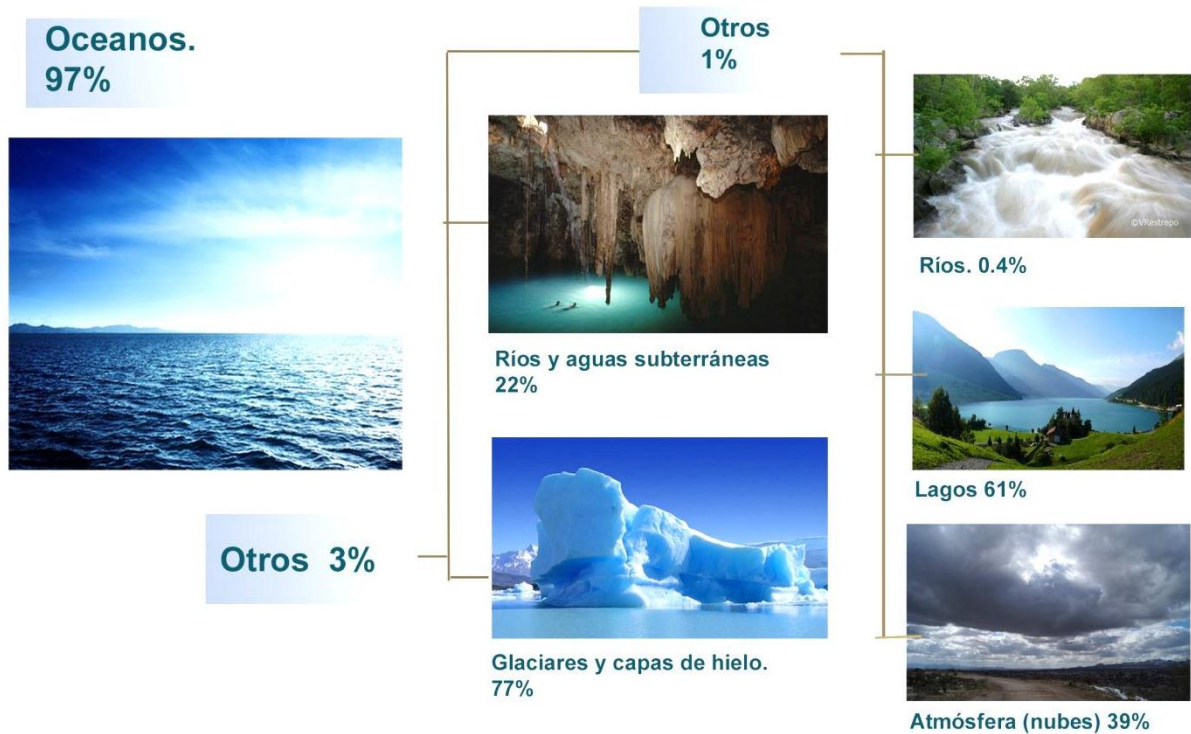 Oceanos.
97%
Otros
1%
©VRestrepo
Ríos. 0.4%
Ríos y aguas subterráneas
22%
Lagos 61%
Otros 3%
Glaciares y capas de hielo.
77%
Atmósfera (nubes) 39%